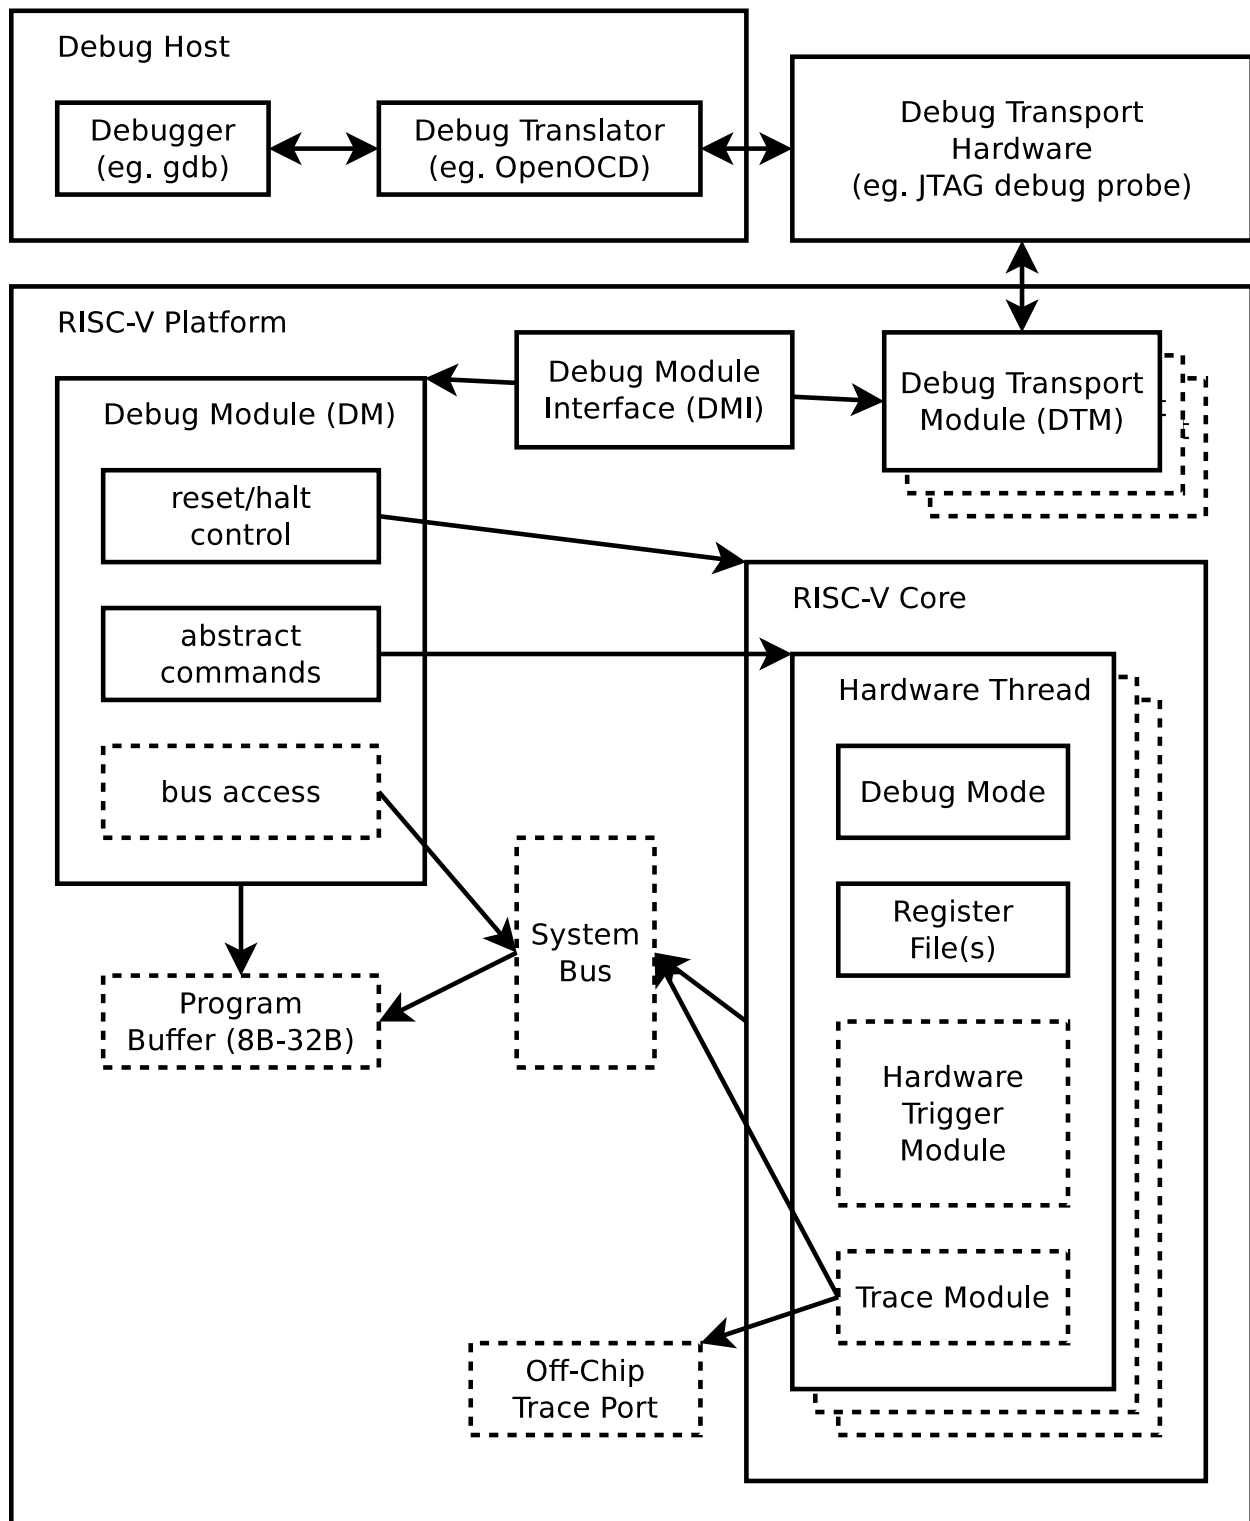 Debug Host
Debugger
(eg. gdb)
Debug Translator
(eg. OpenOCD)
Debug Transport
Hardware
(eg. JTAG debug probe)
RISC-V Platform
Debug Module
Interface (DMI)
Debug Transport
Module (DTM)
Debug Module (DM)
reset/halt
control
abstract
commands
bus access
Program
Buffer (8B-32B)
System
Bus
RISC-V Core
Hardware Thread
Debug Mode
Register
File(s)
Hardware
Trigger
Module
Trace Module
Off-Chip
Trace Port